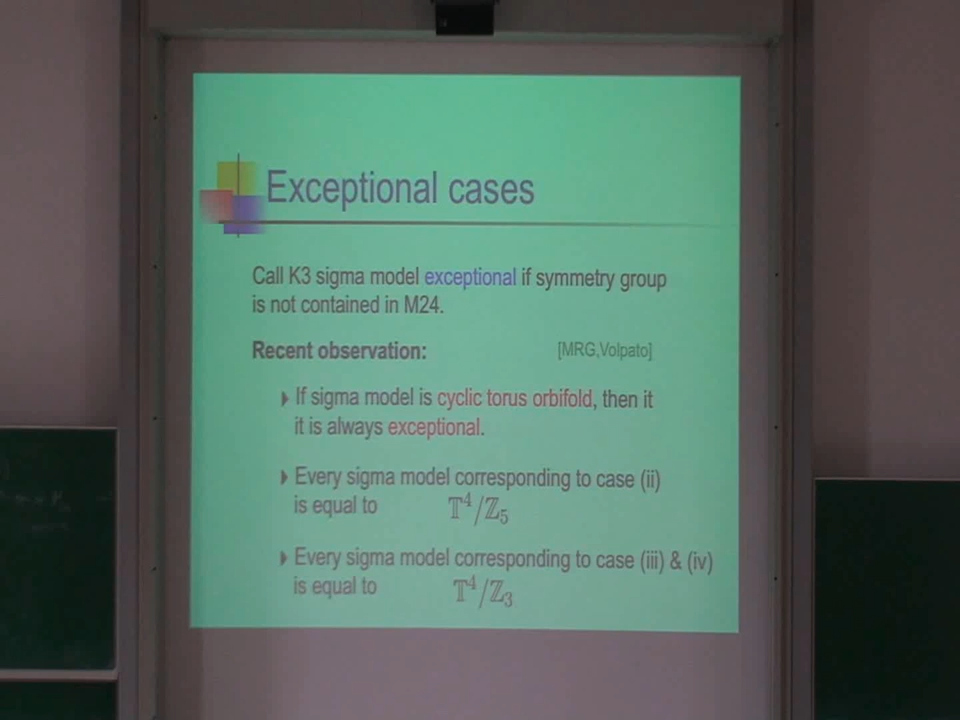 Exceptional cases
Call K3 sigma model exceptional if symmetry group
is not contained in M24.
Recent observation: [MRG,Volpato]
If sigma model is cyclic torus orbifold, then it
it is always exceptional.
Every sigma model corresponding to case (ii)
is equal to 𝕋⁴/ℤ₅
Every sigma model corresponding to case (iii) & (iv)
is equal to 𝕋⁴/ℤ₃